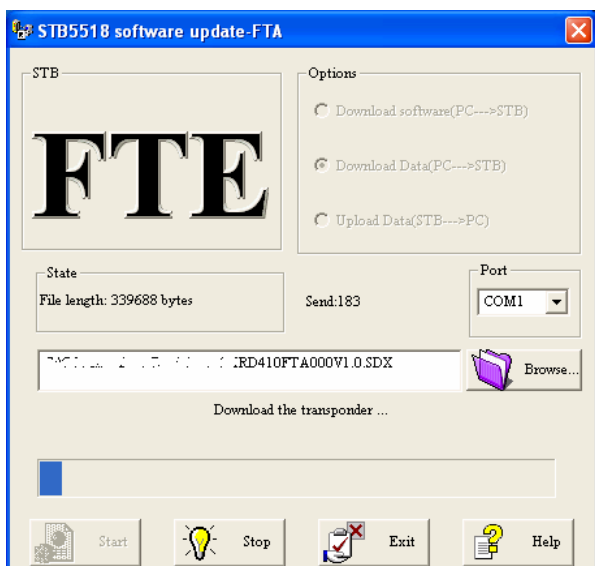 STB5518 software update-FTA
STB
FTE
Options
Download software(PC--->STB)
Download Data(PC--->STB)
Upload Data(STB--->PC)
State
File length: 339688 bytes
Send:183
Port
COM1
IRD410FTA000V1.0.SDX
Browse...
Download the transponder ...
Start
Stop
Exit
Help